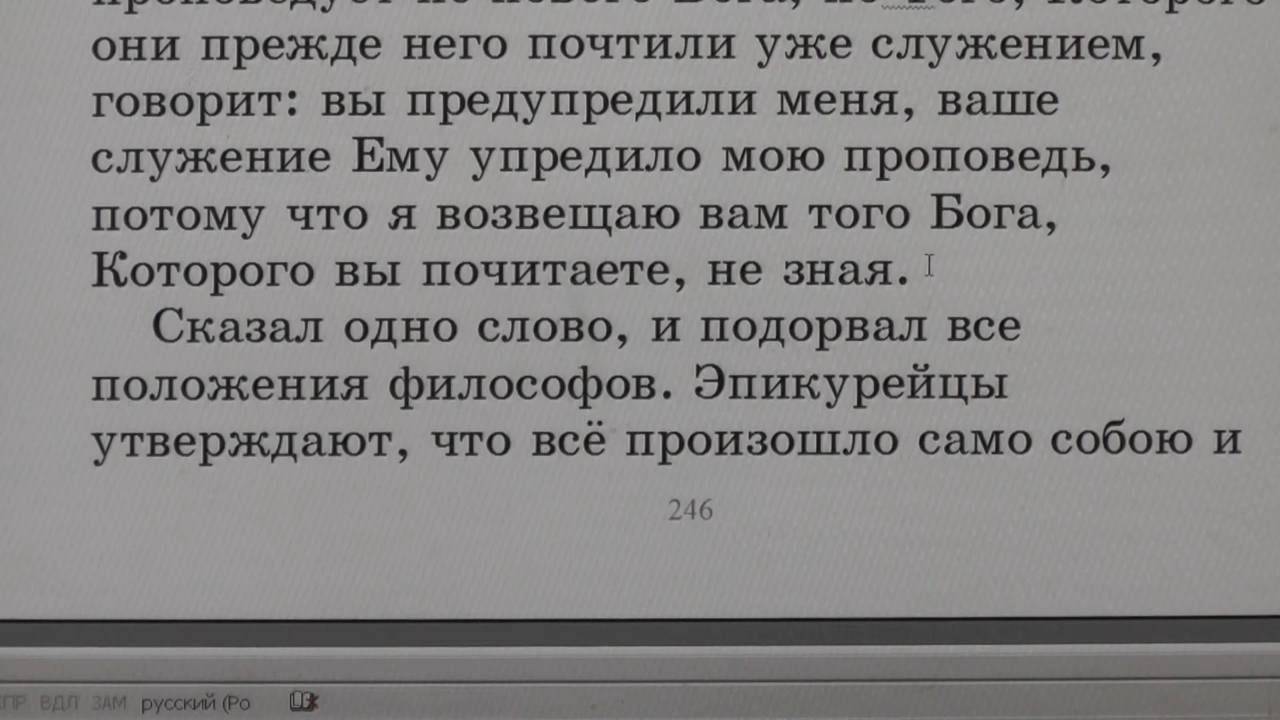 они прежде него почтили уже служением,
говорит: вы предупредили меня, ваше
служение Ему упредило мою проповедь,
потому что я возвещаю вам того Бога,
Которого вы почитаете, не зная.
Сказал одно слово, и подорвал все
положения философов. Эпикурейцы
утверждают, что всё произошло само собою и
246
ВДЛ ЗАМ русский (Ро